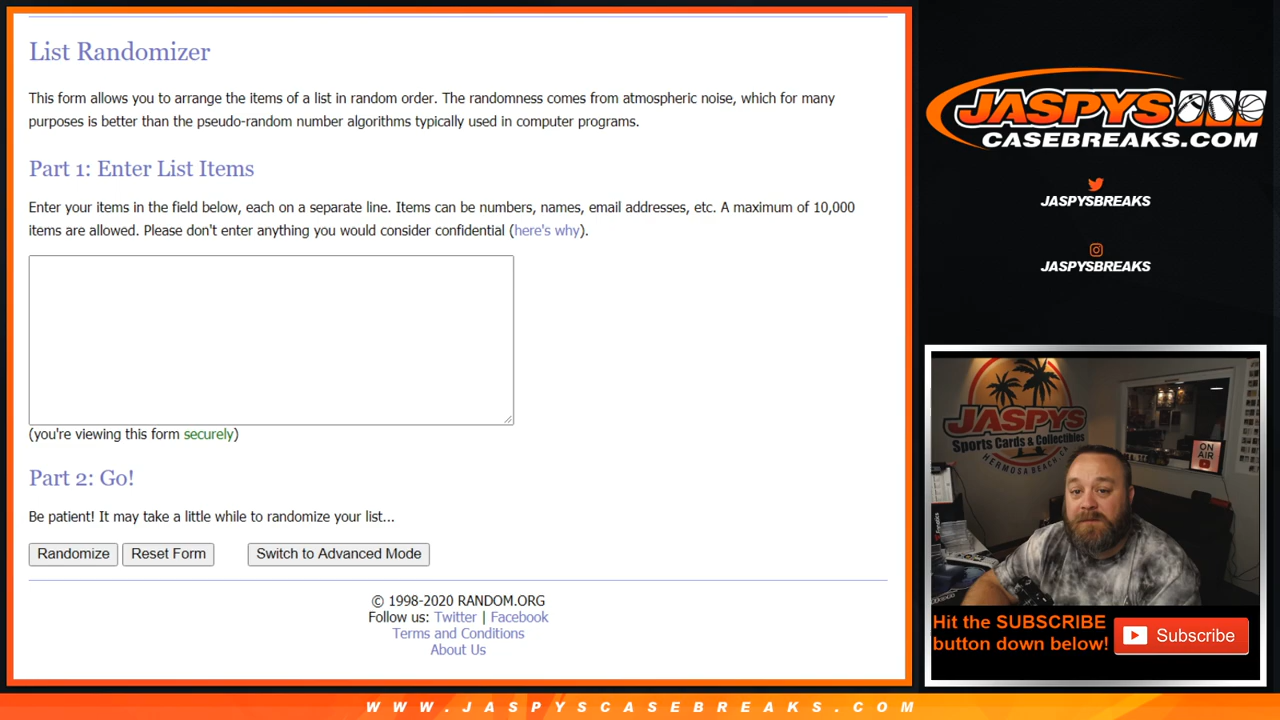 List Randomizer
This form allows you to arrange the items of a list in random order. The randomness comes from atmospheric noise, which for many
purposes is better than the pseudo-random number algorithms typically used in computer programs.
Part 1: Enter List Items
Enter your items in the field below, each on a separate line. Items can be numbers, names, email addresses, etc. A maximum of 10,000
items are allowed. Please don't enter anything you would consider confidential (here's why).
(you're viewing this form securely)
Part 2: Go!
Be patient! It may take a little while to randomize your list...
Randomize Reset Form Switch to Advanced Mode
© 1998-2020 RANDOM.ORG
Follow us: Twitter | Facebook
Terms and Conditions
About Us
JASPYS
CASEBREAKS.COM
JASPYSBREAKS
JASPYSBREAKS
JASPYS
Sports Cards & Collectibles
HERMOSA BEACH, CA
ON
AIR
Hit the SUBSCRIBE
button down below!
Subscribe
WWW.JASPYSCASEBREAKS.COM